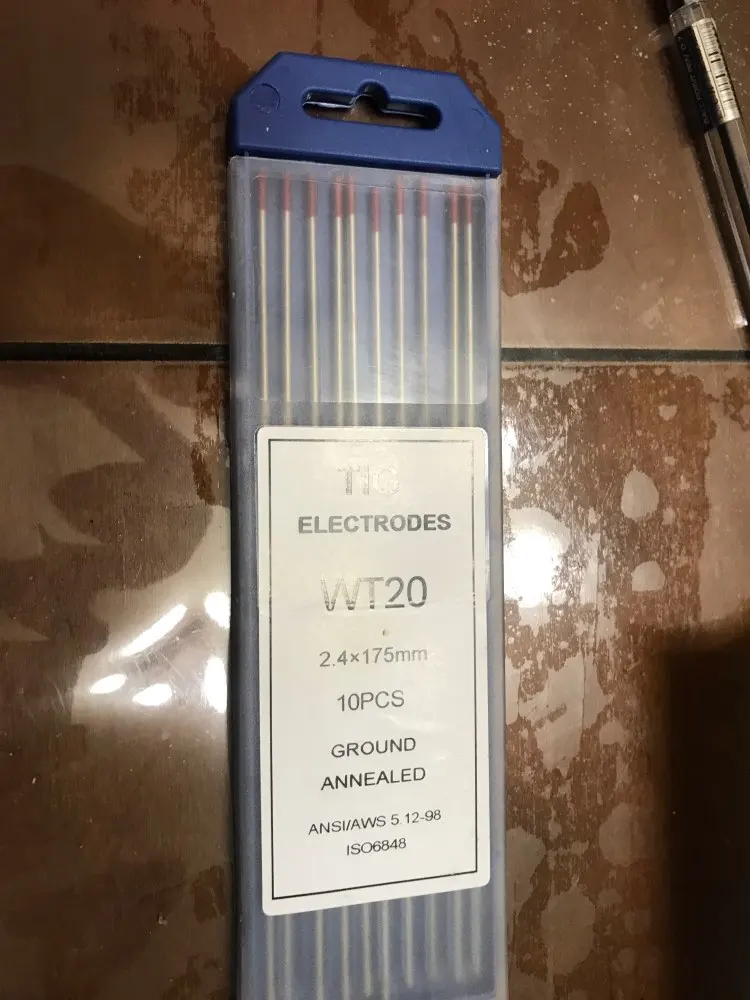 TIG
ELECTRODES
WT20
2.4×175mm
10PCS
GROUND
ANNEALED
ANSI/AWS 5.12-98
ISO6848